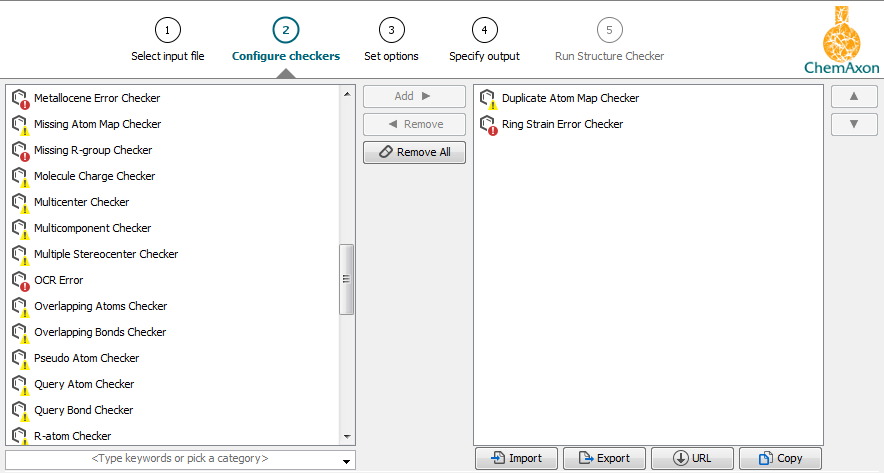 1 2 3 4 5
Select input file Configure checkers Set options Specify output Run Structure Checker
ChemAxon
Metallocene Error Checker
Missing Atom Map Checker
Missing R-group Checker
Molecule Charge Checker
Multicenter Checker
Multicomponent Checker
Multiple Stereocenter Checker
OCR Error
Overlapping Atoms Checker
Overlapping Bonds Checker
Pseudo Atom Checker
Query Atom Checker
Query Bond Checker
R-atom Checker
<Type keywords or pick a category>
Add
Remove
Remove All
Duplicate Atom Map Checker
Ring Strain Error Checker
Import Export URL Copy